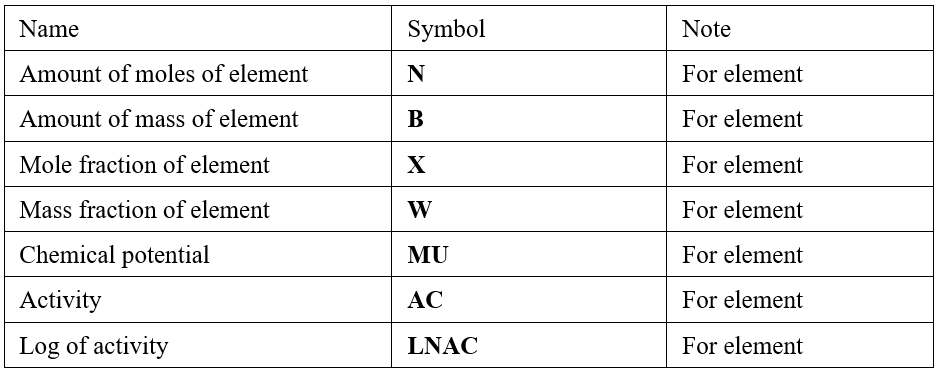 Name Symbol Note
Amount of moles of element N For element
Amount of mass of element B For element
Mole fraction of element X For element
Mass fraction of element W For element
Chemical potential MU For element
Activity AC For element
Log of activity LNAC For element